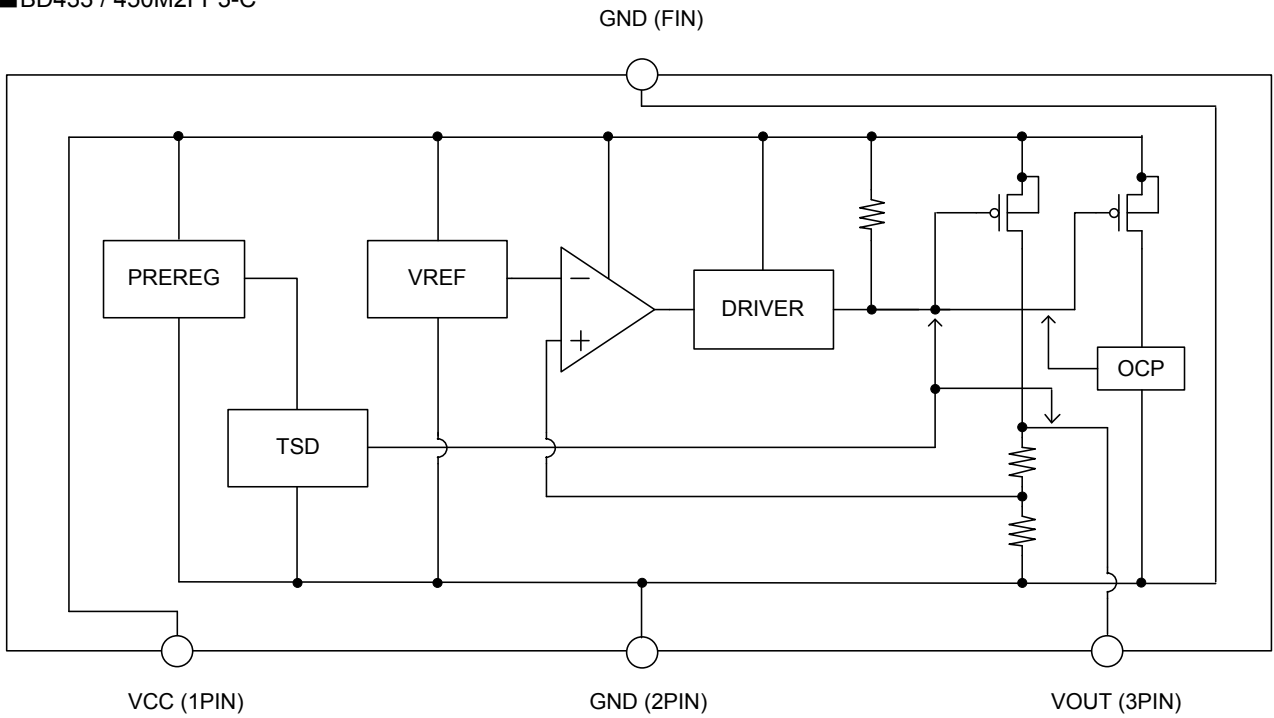 GND (FIN)
PREREG
VREF
DRIVER
OCP
TSD
VCC (1PIN)
GND (2PIN)
VOUT (3PIN)